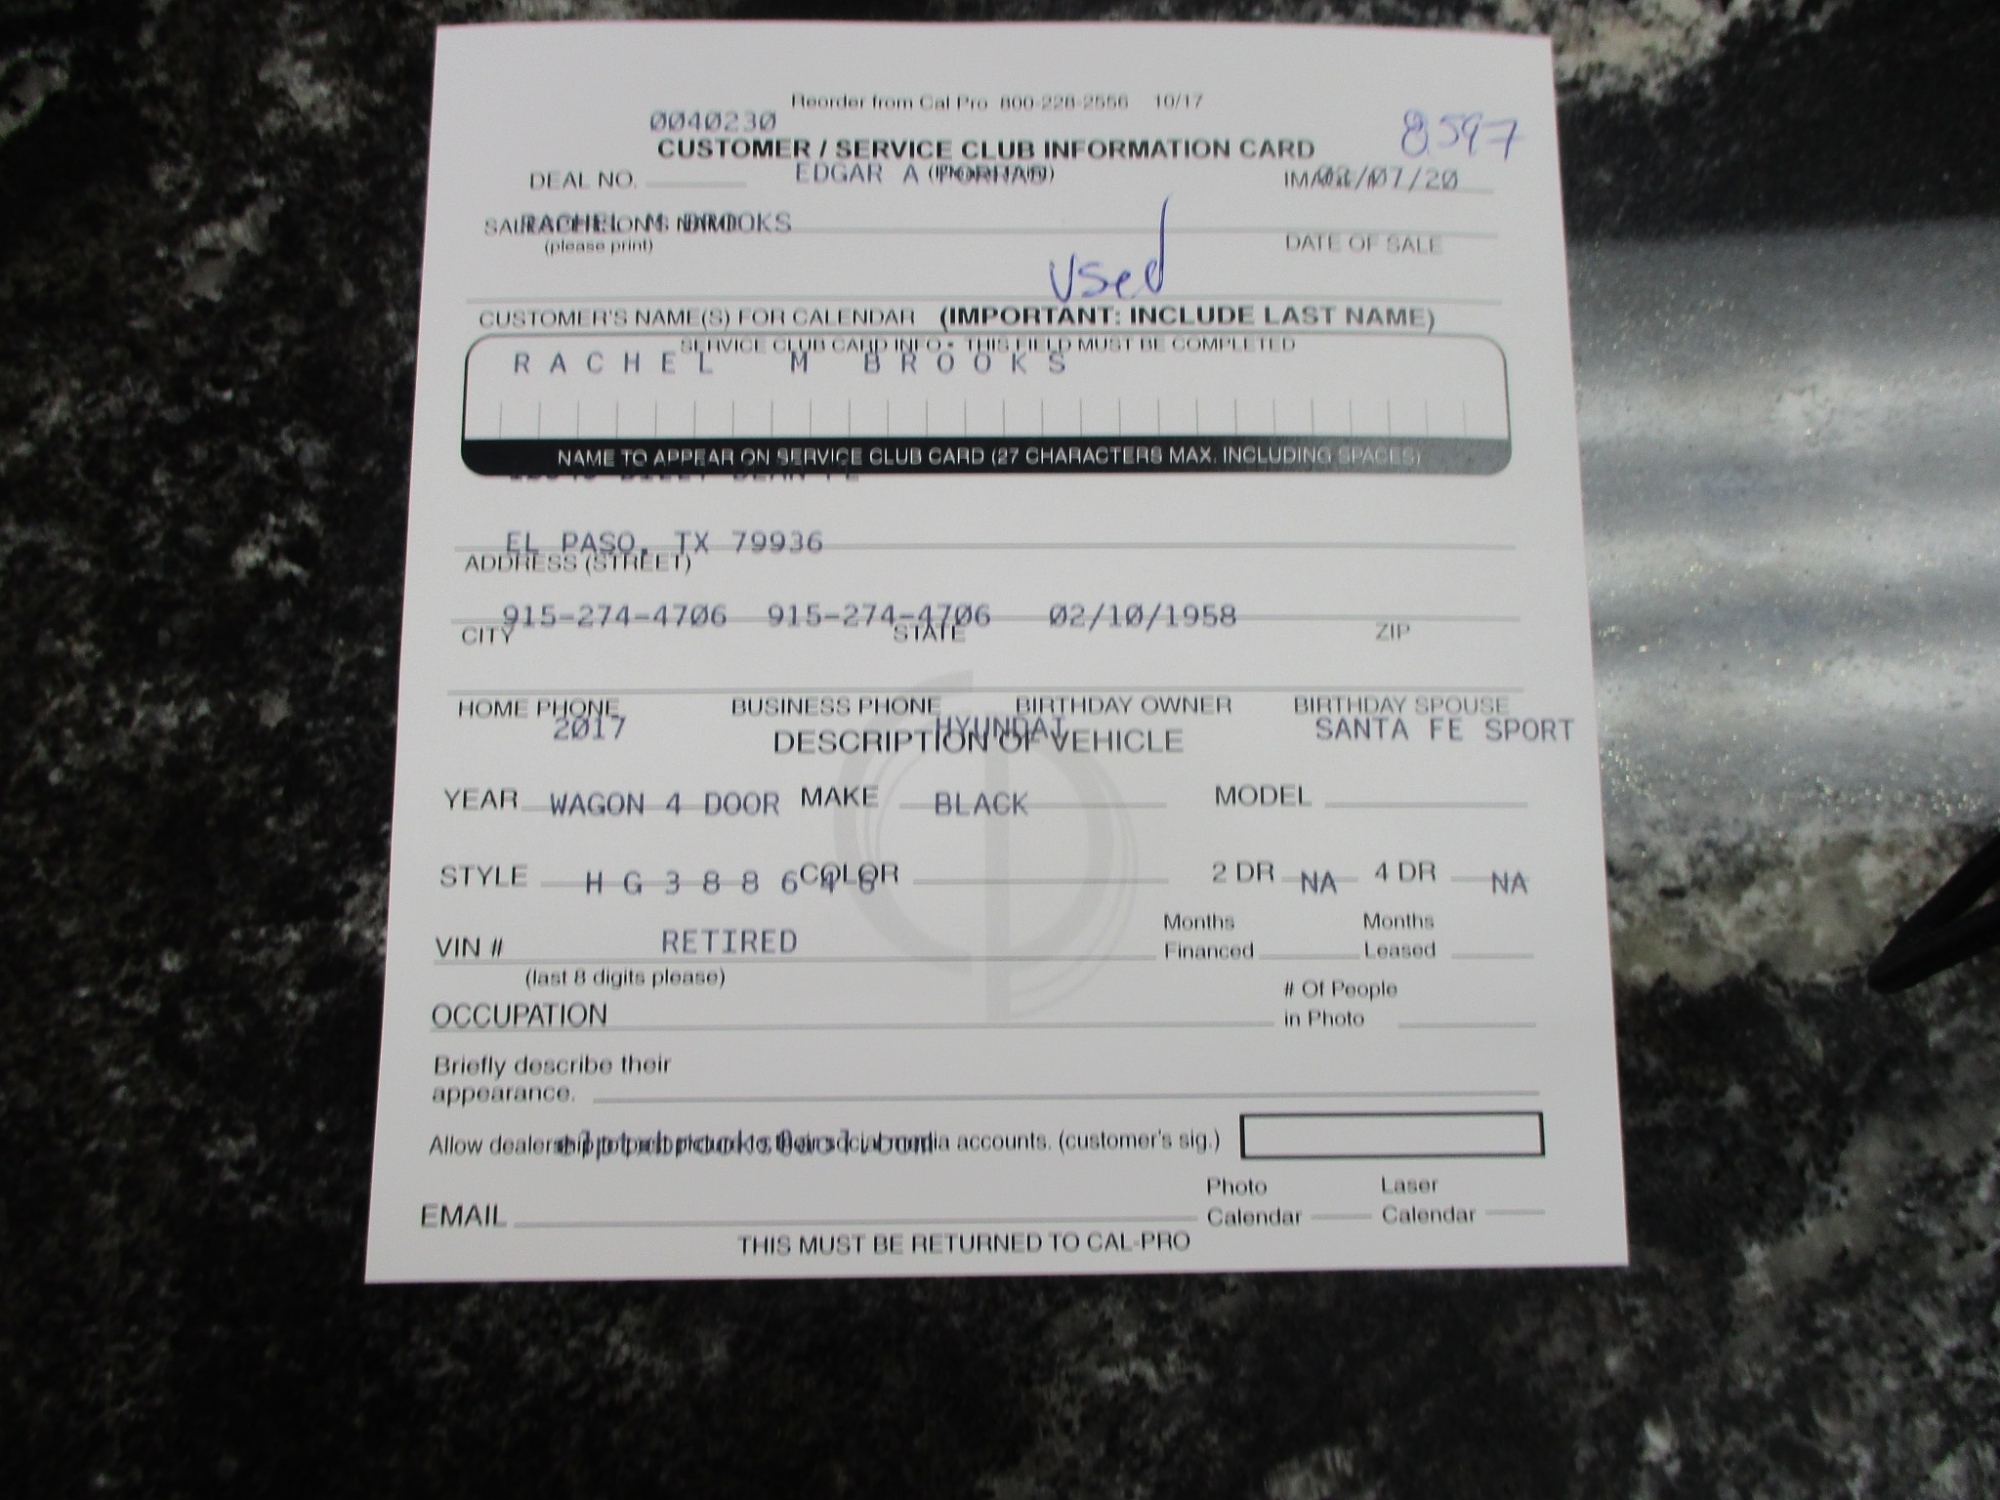 Reorder from Cal Pro 800-228-2556 10/17
0040230
8597
CUSTOMER / SERVICE CLUB INFORMATION CARD
DEAL NO. EDGAR A /07/20
RACHEL M BROOKS
(please print) DATE OF SALE
Used
CUSTOMER'S NAME(S) FOR CALENDAR (IMPORTANT: INCLUDE LAST NAME)
SERVICE CLUB CARD INFO • THIS FIELD MUST BE COMPLETED
RACHEL M BROOKS
NAME TO APPEAR ON SERVICE CLUB CARD (27 CHARACTERS MAX. INCLUDING SPACES)
EL PASO, TX 79936
ADDRESS (STREET)
915-274-4706 915-274-4706 02/10/1958
CITY STATE ZIP
HOME PHONE BUSINESS PHONE BIRTHDAY OWNER BIRTHDAY SPOUSE
2017 HYUNDAI SANTA FE SPORT
DESCRIPTION OF VEHICLE
YEAR WAGON 4 DOOR MAKE BLACK MODEL
STYLE HG388646 COLOR 2 DR NA 4 DR NA
VIN # RETIRED Months Financed Months Leased
(last 8 digits please)
OCCUPATION # Of People in Photo
Briefly describe their
appearance.
Allow dealership to post picture to their social media accounts. (customer's sig.)
EMAIL Photo Calendar Laser Calendar
THIS MUST BE RETURNED TO CAL-PRO